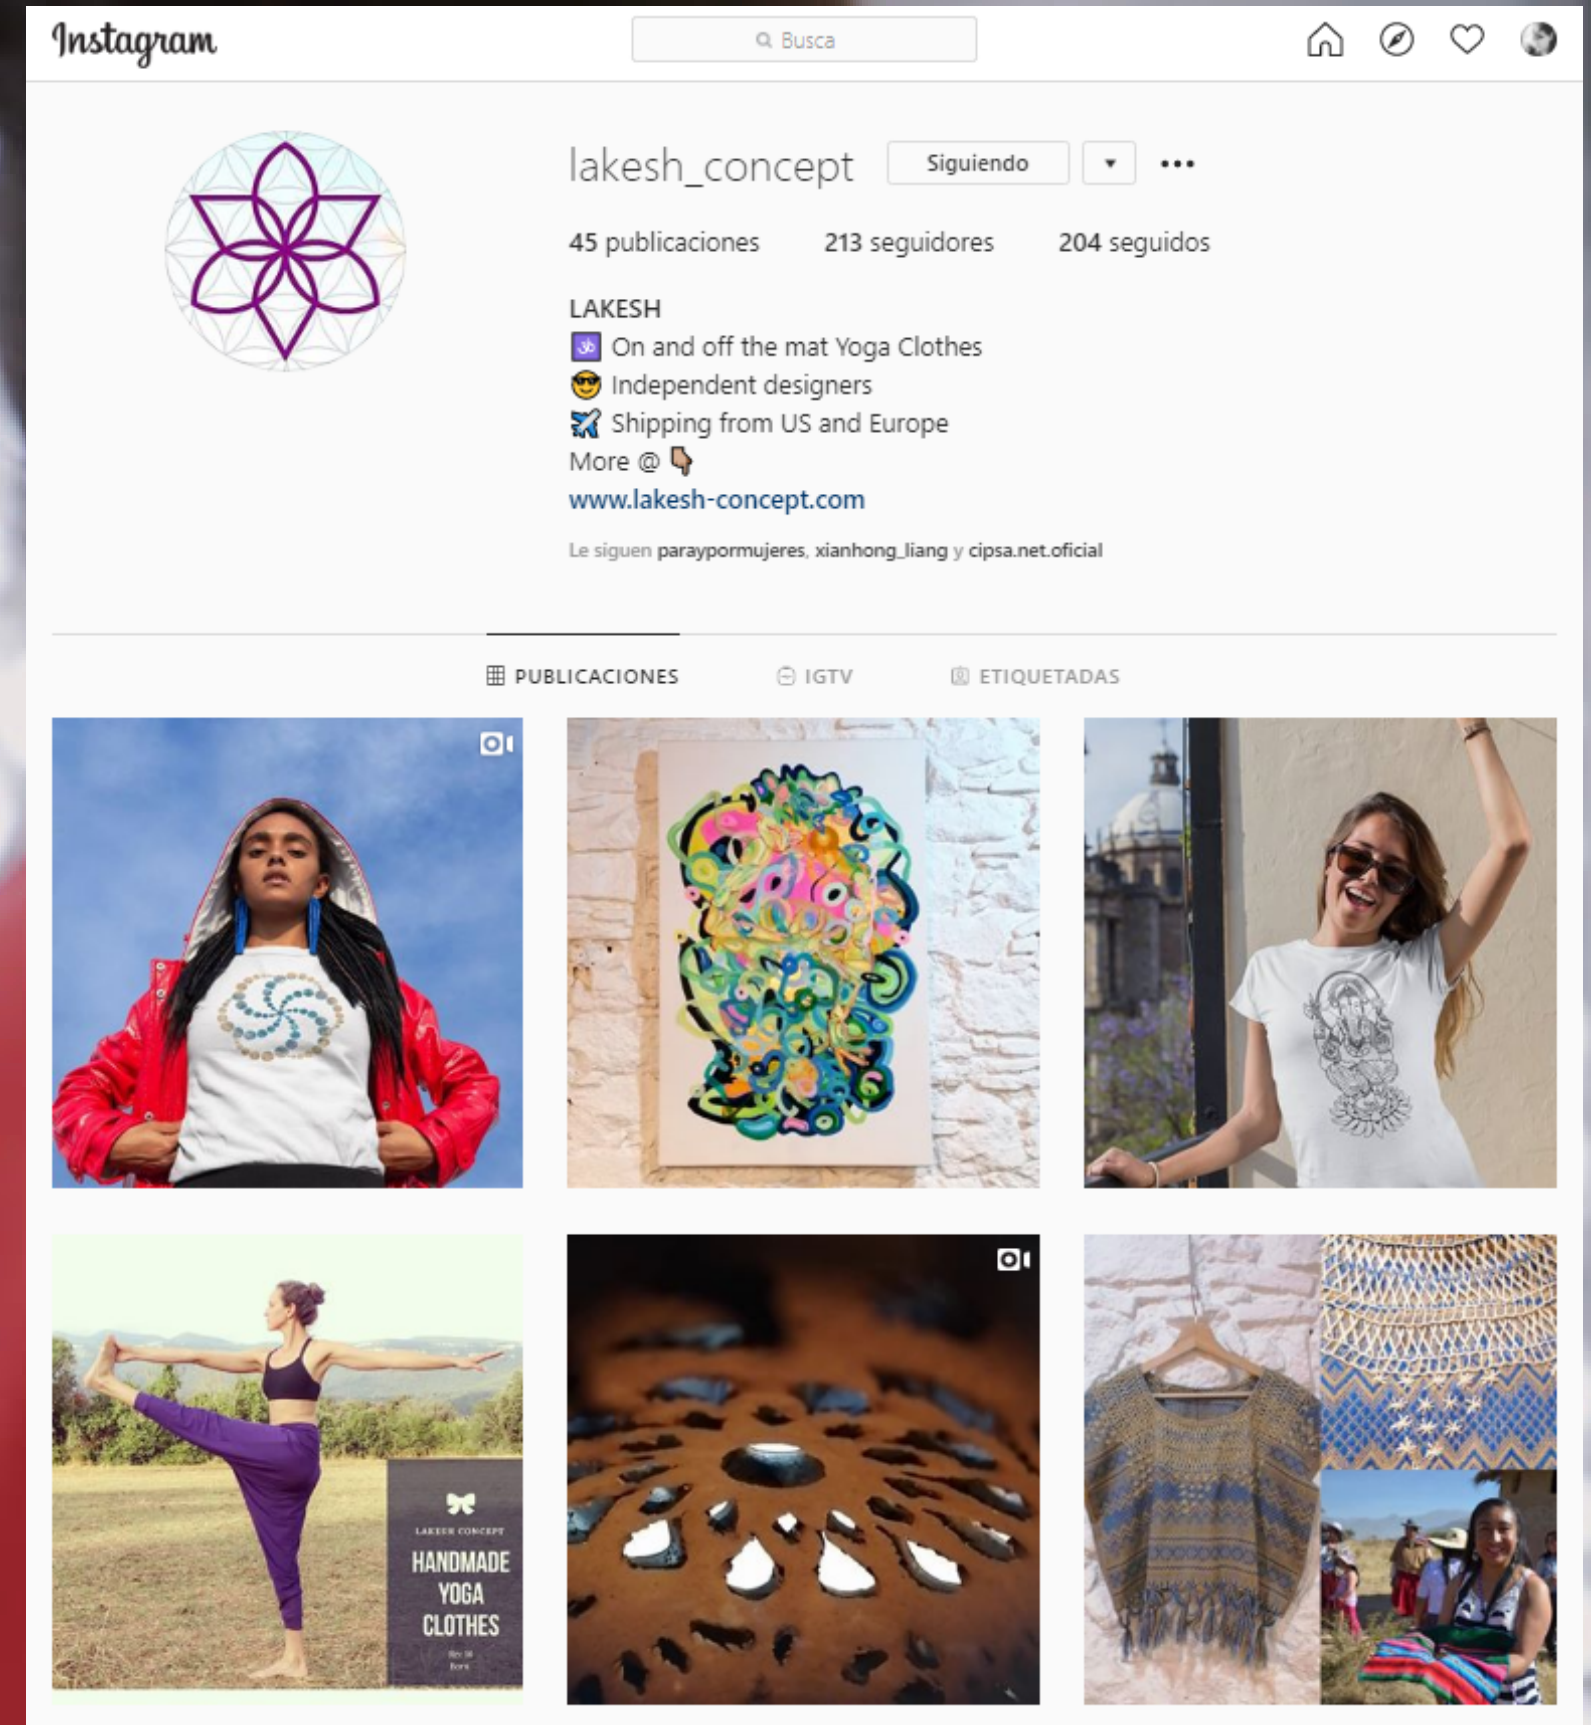 Instagram
Busca
lakesh_concept Siguiendo
45 publicaciones 213 seguidores 204 seguidos
LAKESH
On and off the mat Yoga Clothes
Independent designers
Shipping from US and Europe
More @
www.lakesh-concept.com
Le siguen paraypormujeres, xianhong_liang y cipsa.net.oficial
PUBLICACIONES IGTV ETIQUETADAS
LAKESH CONCEPT
HANDMADE
YOGA
CLOTHES